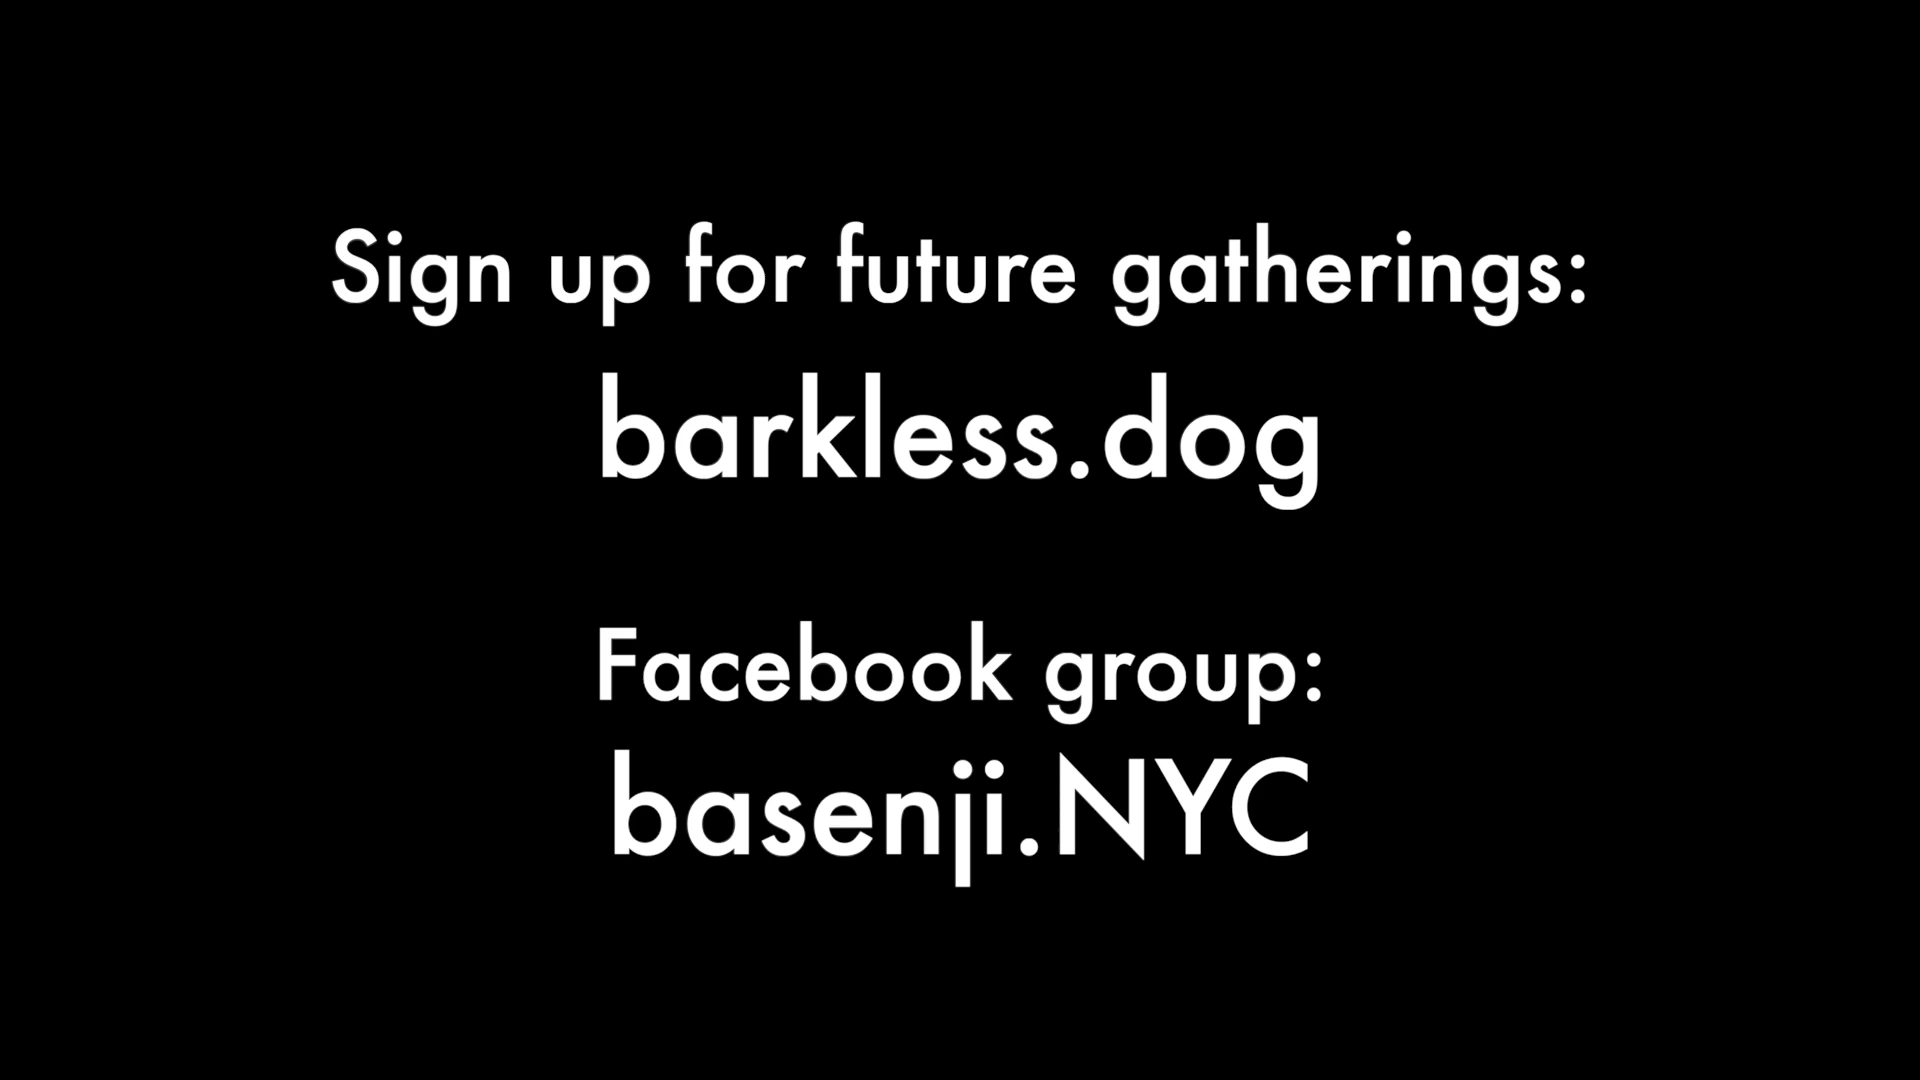 Sign up for future gatherings:
barkless.dog
Facebook group:
basenji.NYC